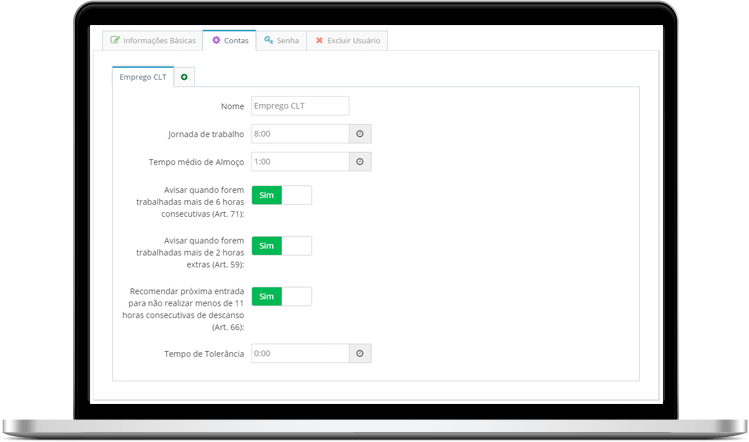 Informações Básicas
Contas
Senha
Excluir Usuário
Emprego CLT
Nome
Emprego CLT
Jornada de trabalho
8:00
Tempo médio de Almoço
1:00
Avisar quando forem
trabalhadas mais de 6 horas
consecutivas (Art. 71):
Sim
Avisar quando forem
trabalhadas mais de 2 horas
extras (Art. 59):
Sim
Recomendar próxima entrada
para não realizar menos de 11
horas consecutivas de descanso
(Art. 66):
Sim
Tempo de Tolerância
0:00